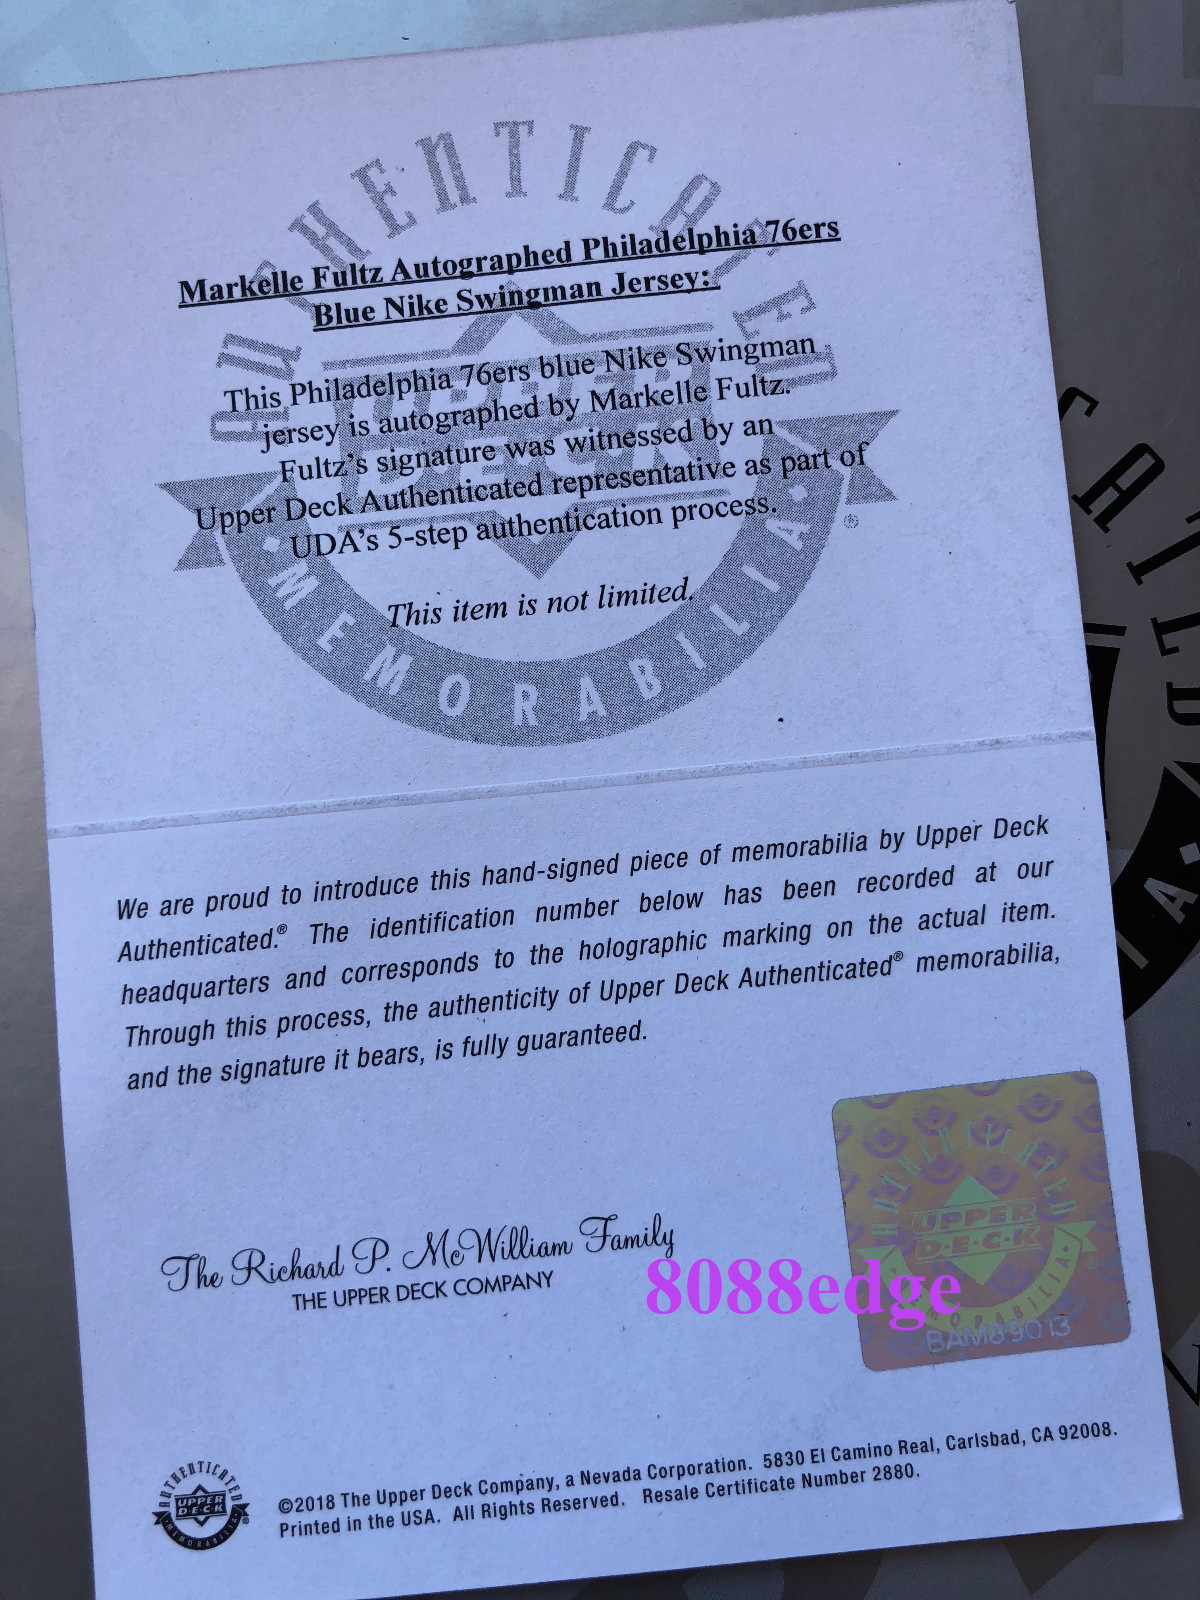 AUTHENTICATED
Markelle Fultz Autographed Philadelphia 76ers
Blue Nike Swingman Jersey:
This Philadelphia 76ers blue Nike Swingman
jersey is autographed by Markelle Fultz.
Fultz's signature was witnessed by an
Upper Deck Authenticated representative as part of
UDA's 5-step authentication process.
This item is not limited.
UPPER
DECK
MEMORABILIA
®
We are proud to introduce this hand-signed piece of memorabilia by Upper Deck
Authenticated.® The identification number below has been recorded at our
headquarters and corresponds to the holographic marking on the actual item.
Through this process, the authenticity of Upper Deck Authenticated® memorabilia,
and the signature it bears, is fully guaranteed.
The Richard P. McWilliam Family
THE UPPER DECK COMPANY
8088edge
AUTHENTICATED
UPPER
D·E·C·K
MEMORABILIA
BAM89013
AUTHENTICATED
UPPER
D·E·C·K
MEMORABILIA
©2018 The Upper Deck Company, a Nevada Corporation. 5830 El Camino Real, Carlsbad, CA 92008.
Printed in the USA. All Rights Reserved. Resale Certificate Number 2880.